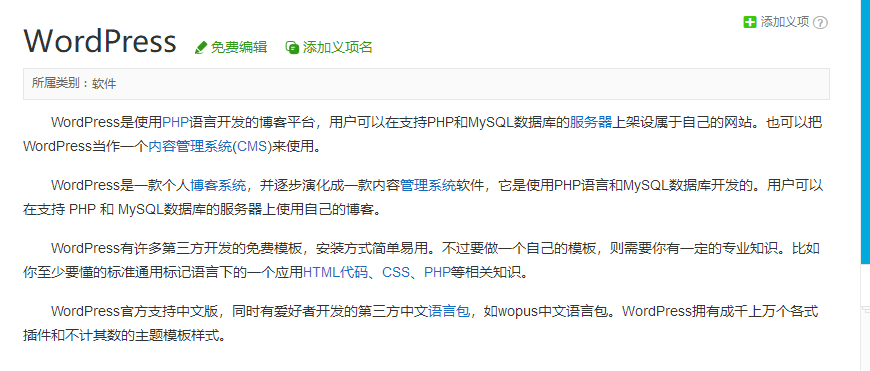 添加义项 ?
WordPress 免费编辑 添加义项名
所属类别：软件
WordPress是使用PHP语言开发的博客平台，用户可以在支持PHP和MySQL数据库的服务器上架设属于自己的网站。也可以把
WordPress当作一个内容管理系统(CMS)来使用。
WordPress是一款个人博客系统，并逐步演化成一款内容管理系统软件，它是使用PHP语言和MySQL数据库开发的。用户可以
在支持 PHP 和 MySQL数据库的服务器上使用自己的博客。
WordPress有许多第三方开发的免费模板，安装方式简单易用。不过要做一个自己的模板，则需要你有一定的专业知识。比如
你至少要懂的标准通用标记语言下的一个应用HTML代码、CSS、PHP等相关知识。
WordPress官方支持中文版，同时有爱好者开发的第三方中文语言包，如wopus中文语言包。WordPress拥有成千上万个各式
插件和不计其数的主题模板样式。